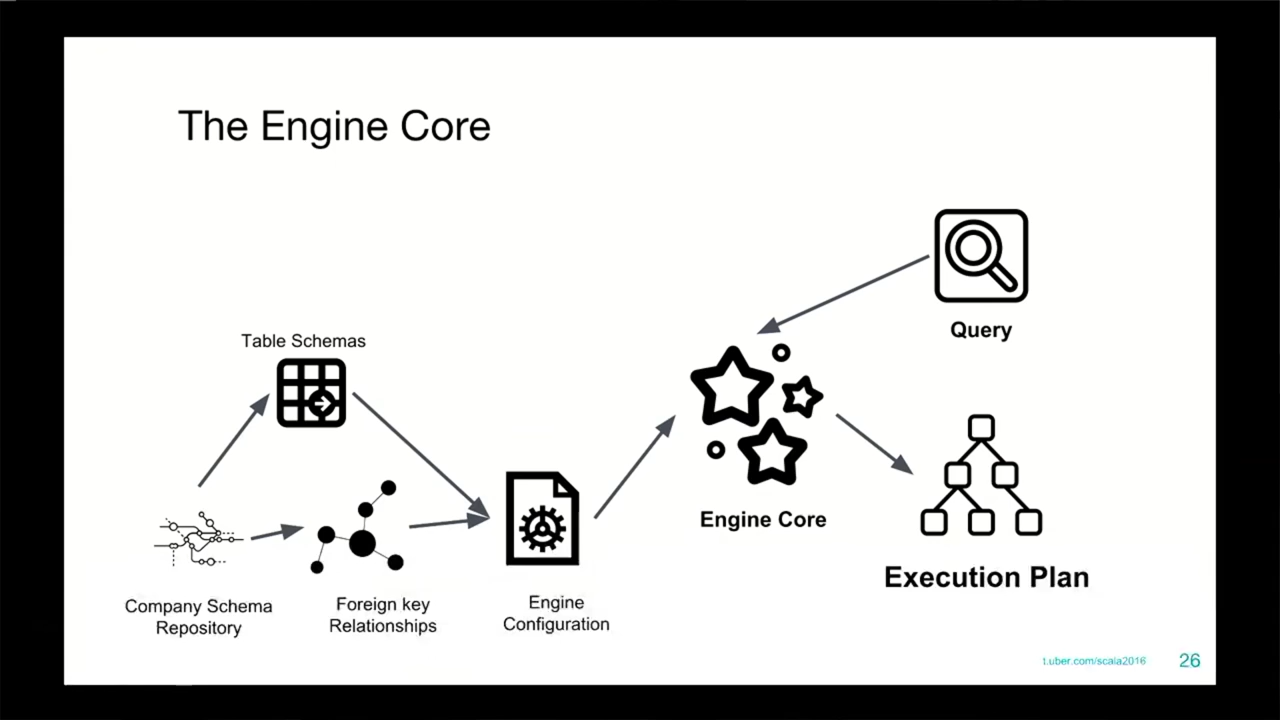 The Engine Core
Query
Table Schemas
Engine Core
Execution Plan
Company Schema
Repository
Foreign key
Relationships
Engine
Configuration
t.uber.com/scala2016
26